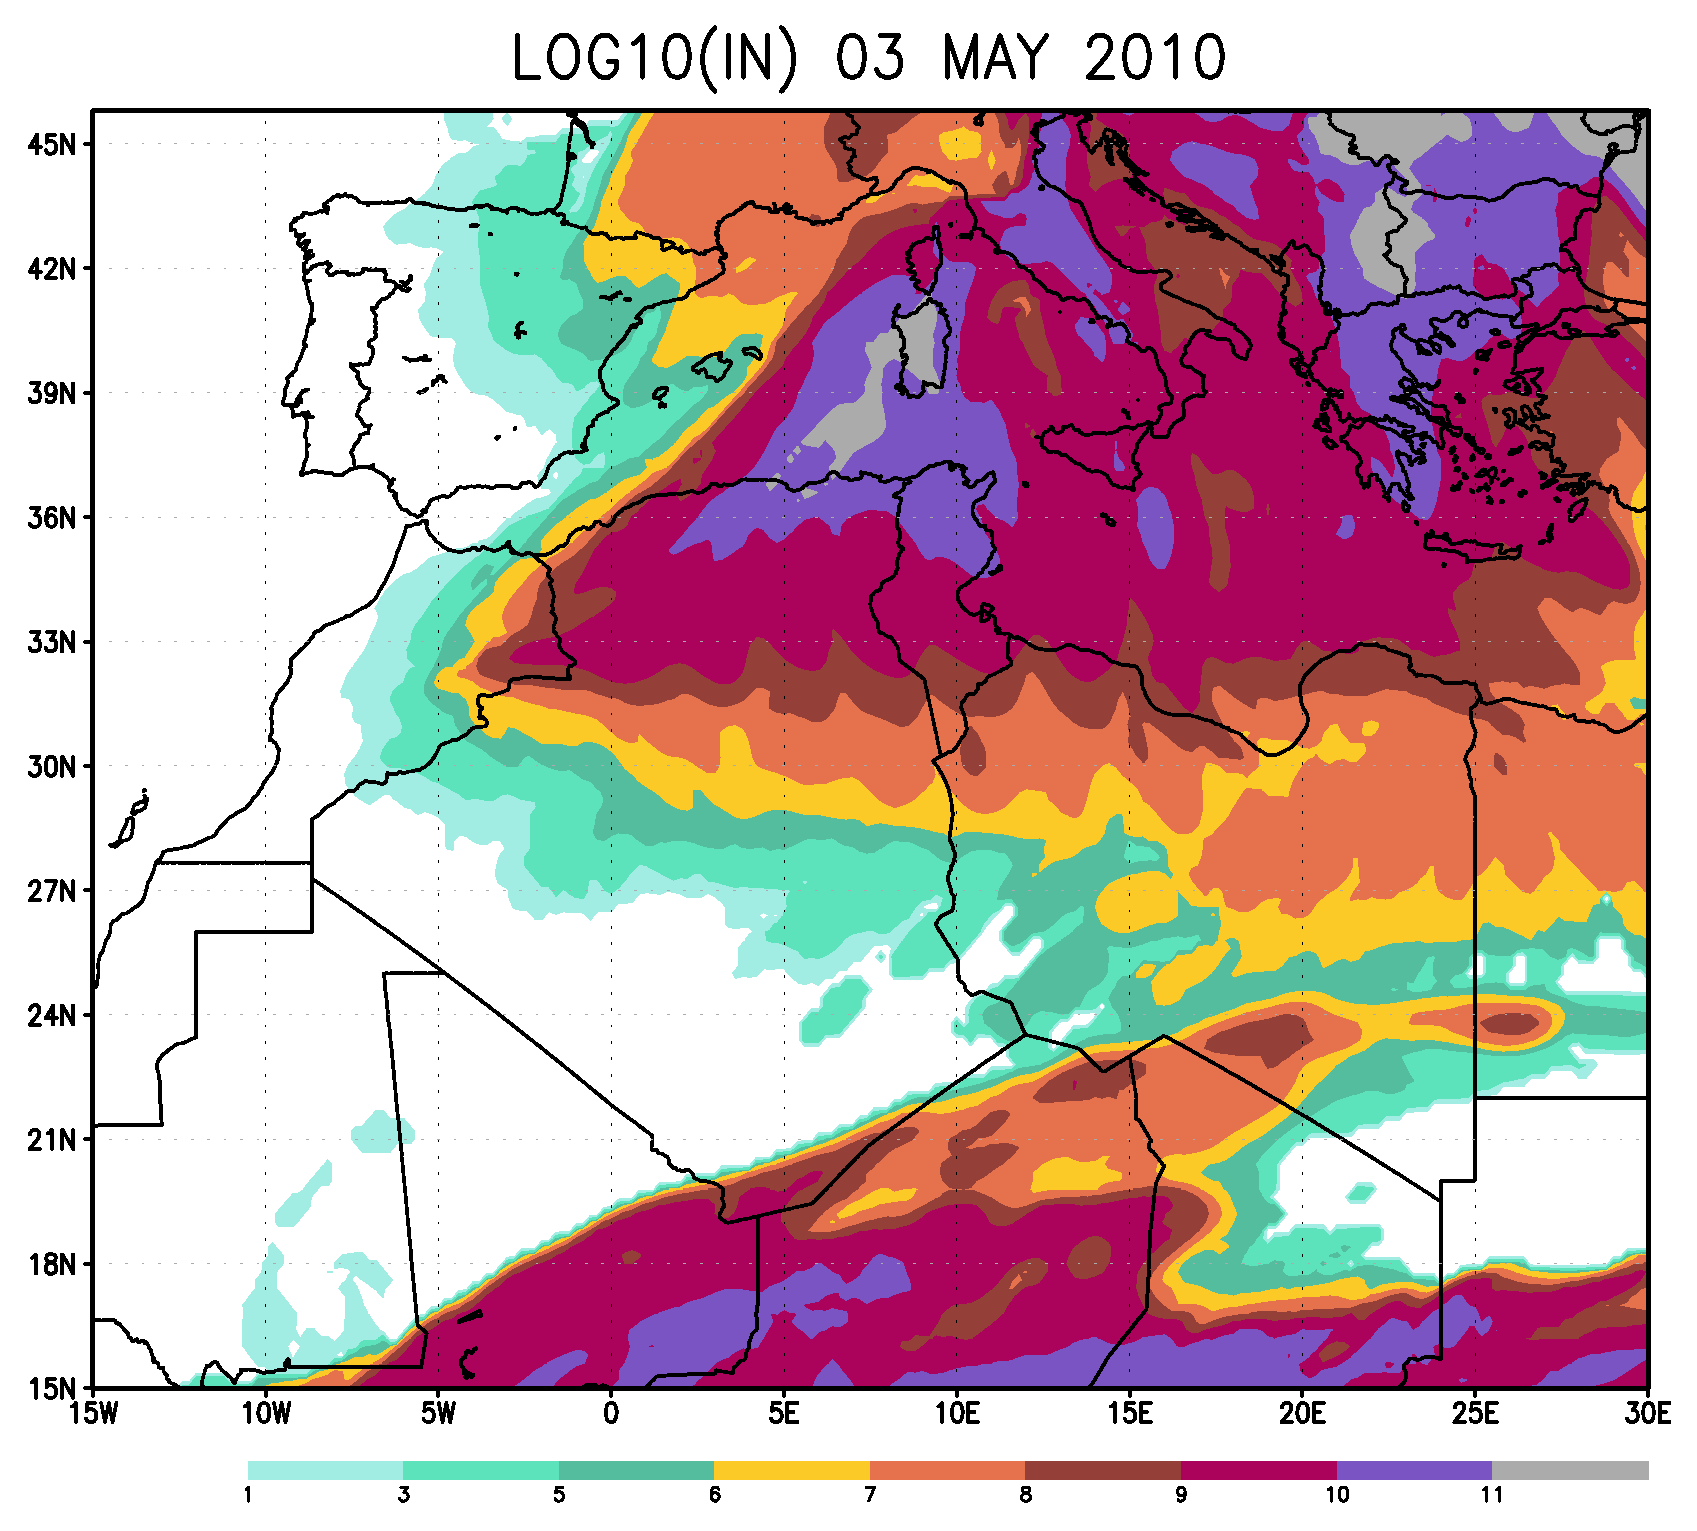 LOG10(IN) 03 MAY 2010
45N
42N
39N
36N
33N
30N
27N
24N
21N
18N
15N
15W 10W 5W 0 5E 10E 15E 20E 25E 30E
1 3 5 6 7 8 9 10 11